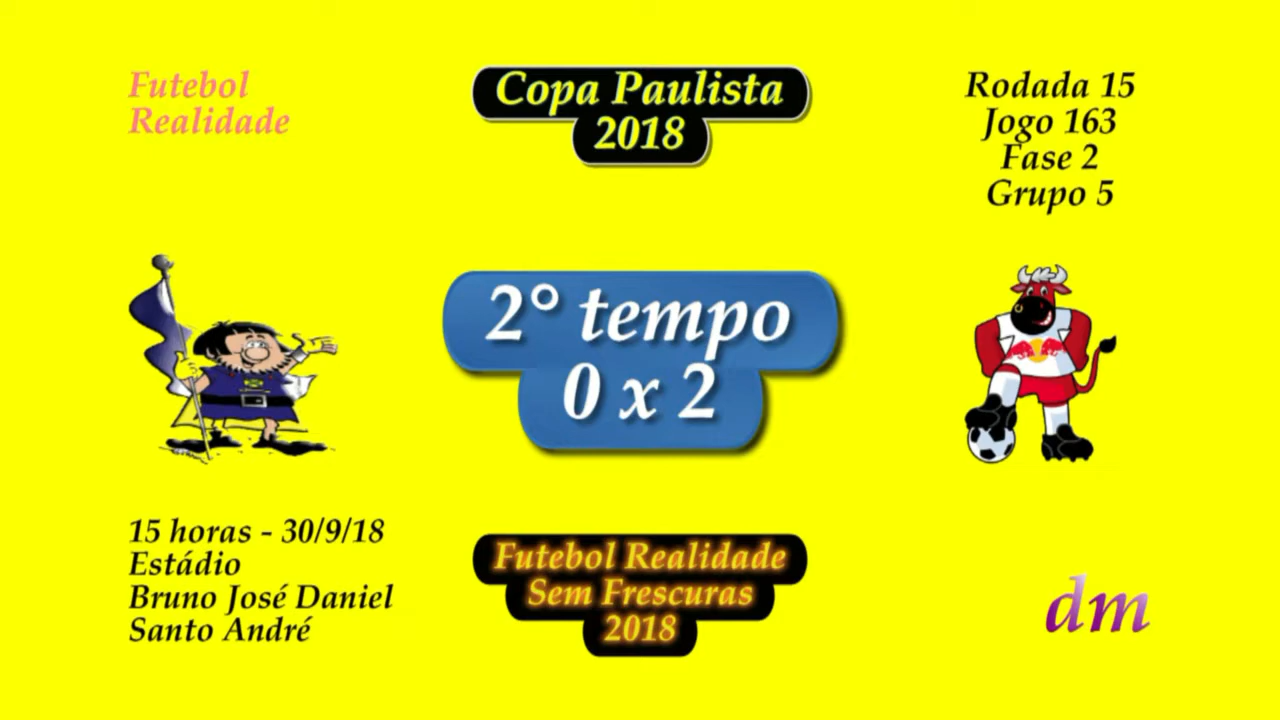 Futebol
Realidade
Copa Paulista
2018
Rodada 15
Jogo 163
Fase 2
Grupo 5
2° tempo
0 x 2
15 horas - 30/9/18
Estádio
Bruno José Daniel
Santo André
Futebol Realidade
Sem Frescuras
2018
dm